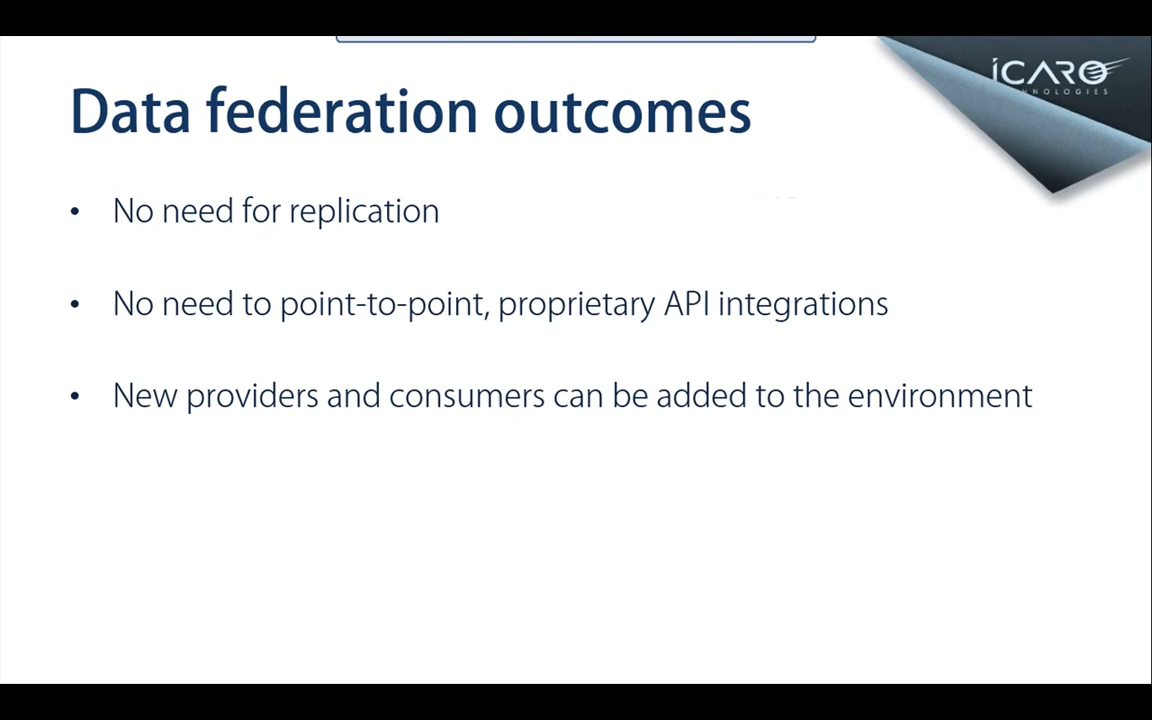 iCARO
Data federation outcomes
• No need for replication
• No need to point-to-point, proprietary API integrations
• New providers and consumers can be added to the environment